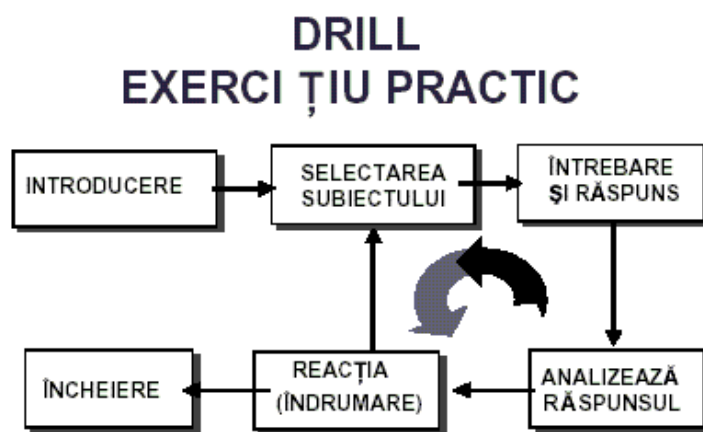 DRILL
EXERCI ȚIU PRACTIC
INTRODUCERE
SELECTAREA
SUBIECTULUI
ÎNTREBARE
ŞI RĂSPUNS
ÎNCHEIERE
REACȚIA
(ÎNDRUMARE)
ANALIZEAZĂ
RĂSPUNSUL